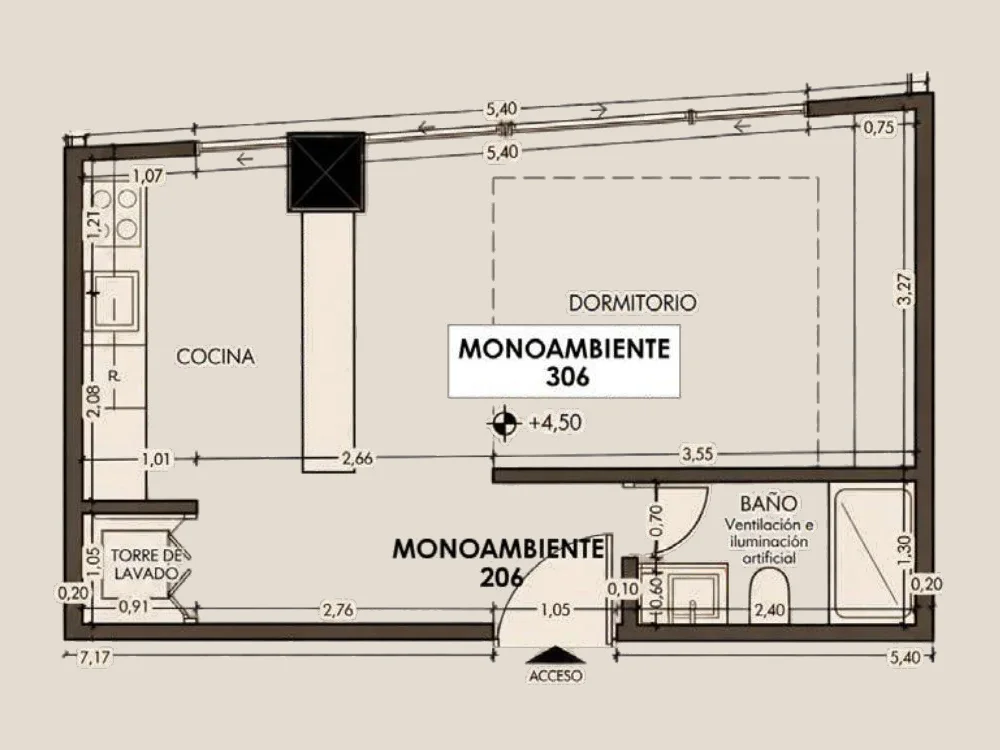 5,40
5,40
0,75
1,07
1,21
3,27
DORMITORIO
MONOAMBIENTE
306
COCINA
R
2,08
+4,50
1,01
2,66
3,55
BAÑO
Ventilación e
iluminación
artificial
0,70
1,30
MONOAMBIENTE
206
TORRE DE
LAVADO
1,05
0,20
0,91
2,76
1,05
0,10
0,60
2,40
0,20
7,17
5,40
ACCESO